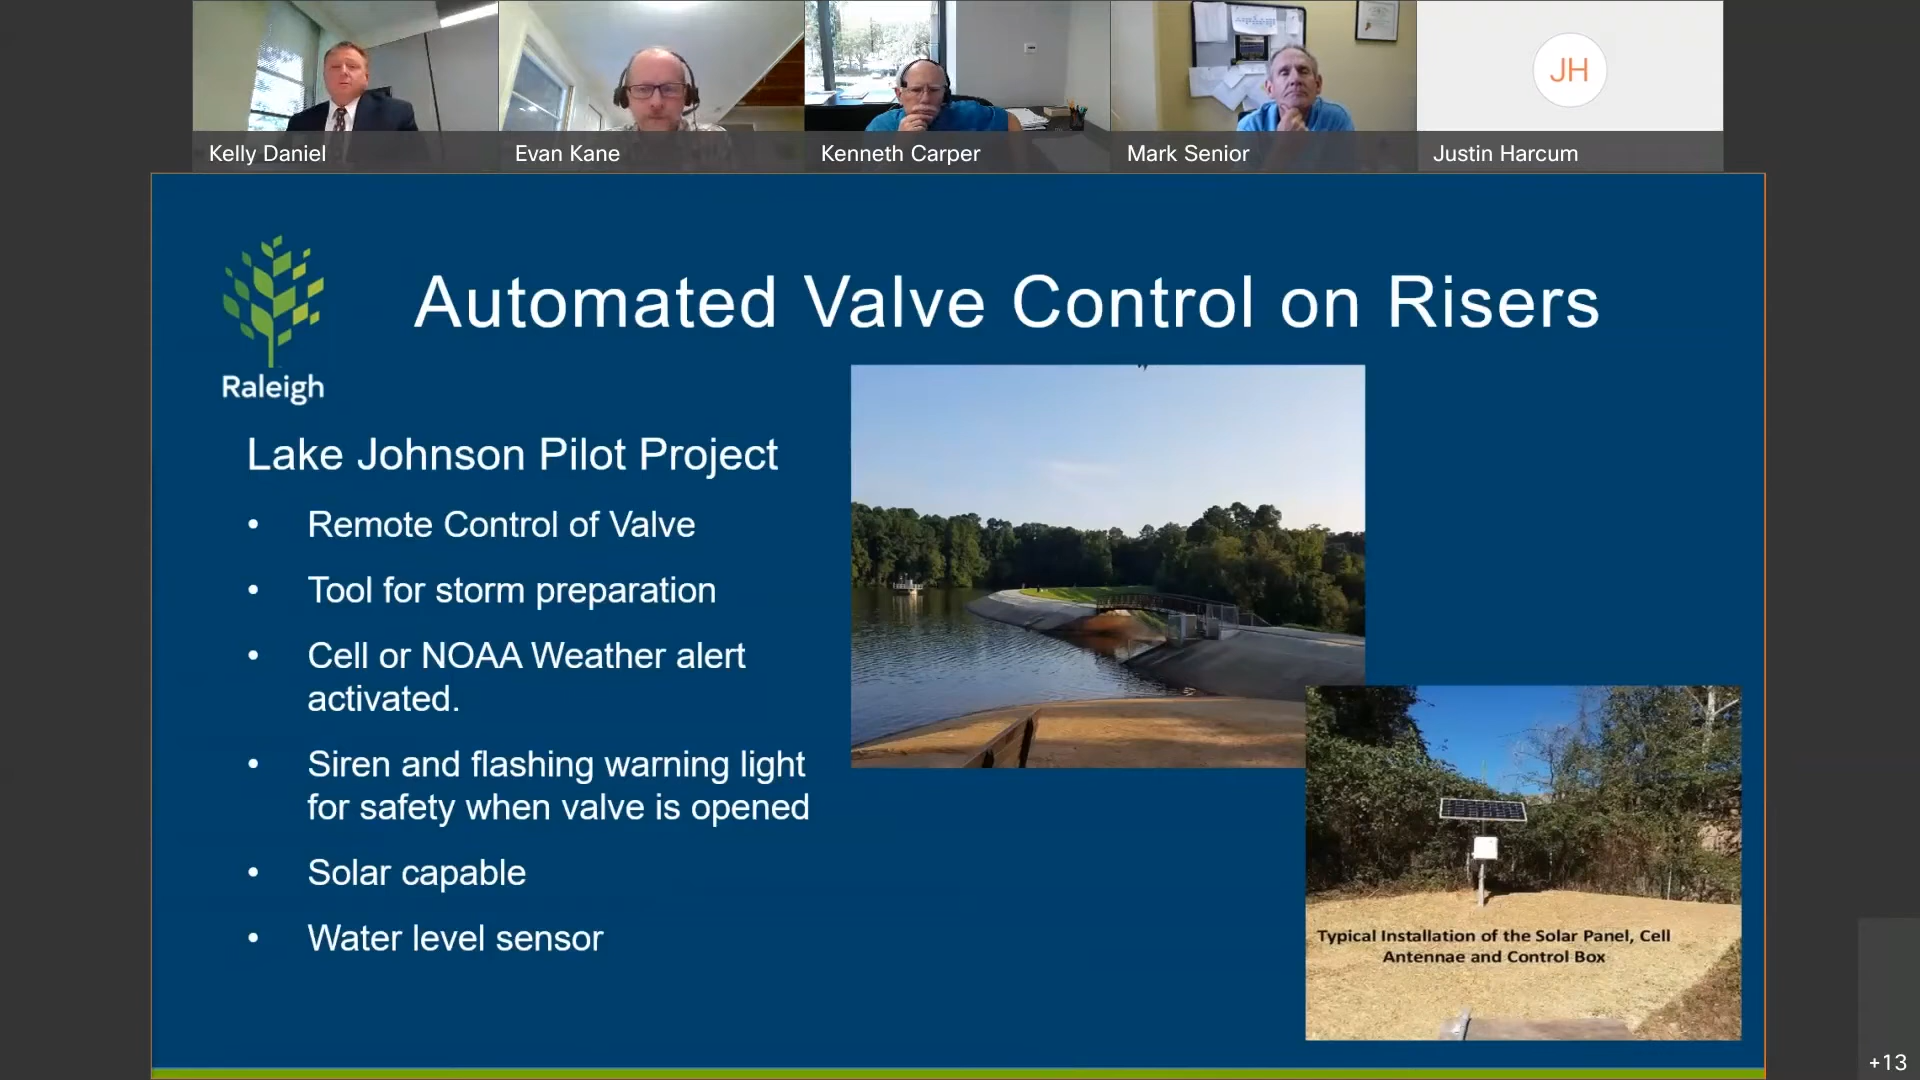 Kelly Daniel
Evan Kane
Kenneth Carper
Mark Senior
JH
Justin Harcum
Raleigh
Automated Valve Control on Risers
Lake Johnson Pilot Project
• Remote Control of Valve
• Tool for storm preparation
• Cell or NOAA Weather alert
activated.
• Siren and flashing warning light
for safety when valve is opened
• Solar capable
• Water level sensor
Typical Installation of the Solar Panel, Cell
Antennae and Control Box
+13